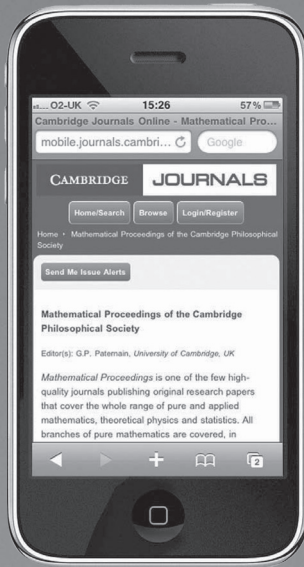 O2-UK 15:26 57%
Cambridge Journals Online - Mathematical Pro...
mobile.journals.cambri... Google
CAMBRIDGE JOURNALS
Home/Search Browse Login/Register
Home • Mathematical Proceedings of the Cambridge Philosophical
Society
Send Me Issue Alerts
Mathematical Proceedings of the Cambridge
Philosophical Society
Editor(s): G.P. Paternain, University of Cambridge, UK
Mathematical Proceedings is one of the few high-
quality journals publishing original research papers
that cover the whole range of pure and applied
mathematics, theoretical physics and statistics. All
branches of pure mathematics are covered, in
2